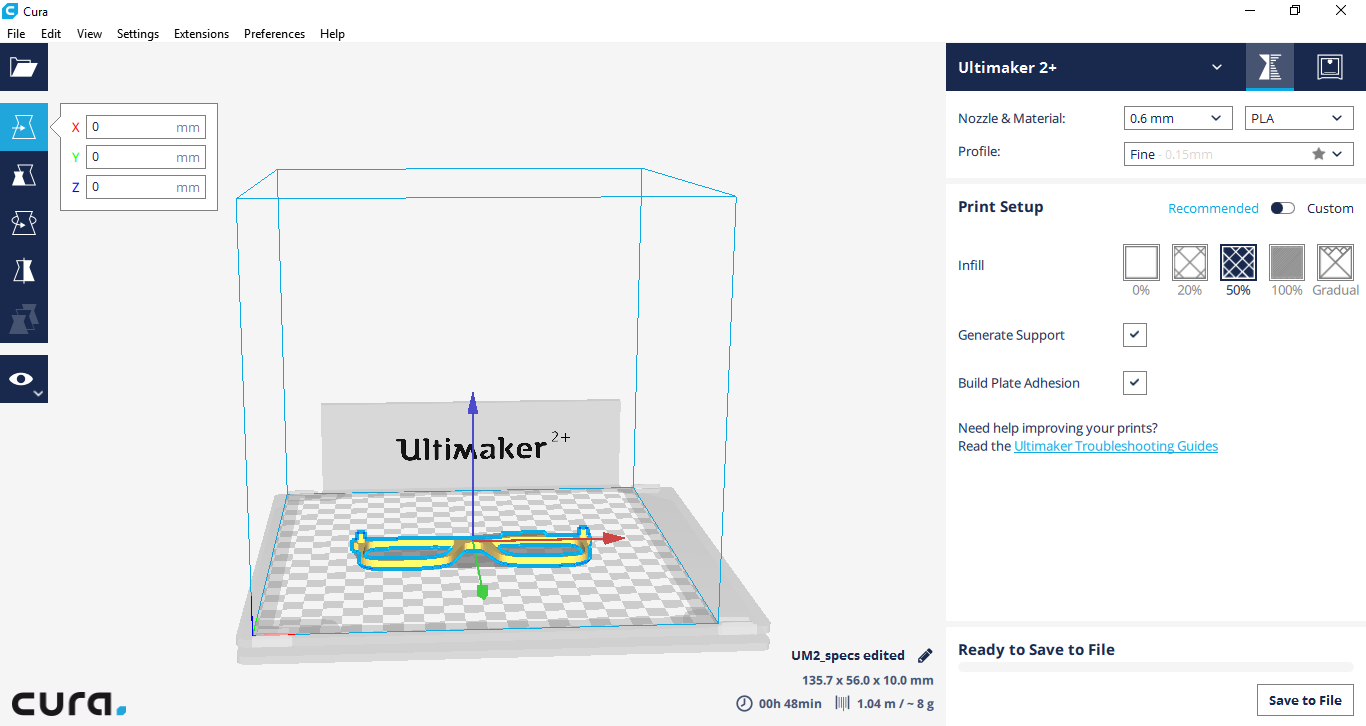 Cura
File Edit View Settings Extensions Preferences Help
X 0 mm
Y 0 mm
Z 0 mm
Ultimaker 2+
Ultimaker 2+
Nozzle & Material: 0.6 mm PLA
Profile: Fine - 0.15mm
Print Setup Recommended Custom
Infill
0% 20% 50% 100% Gradual
Generate Support
Build Plate Adhesion
Need help improving your prints?
Read the Ultimaker Troubleshooting Guides
UM2_specs edited
135.7 x 56.0 x 10.0 mm
00h 48min 1.04 m / ~ 8 g
Ready to Save to File
Save to File
cura.